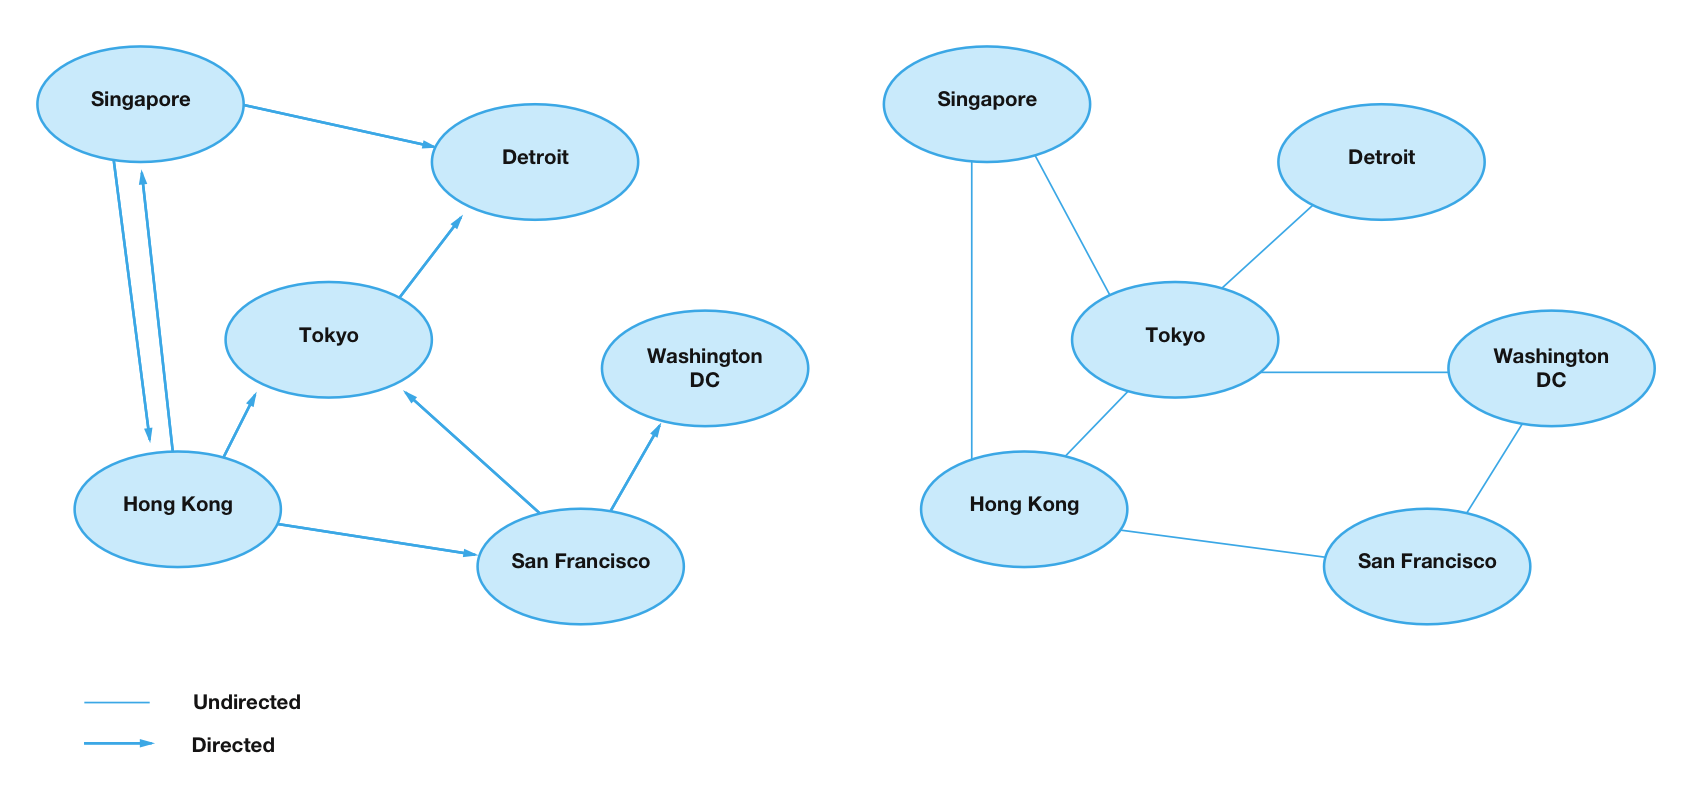 Singapore
Detroit
Tokyo
Washington
DC
Hong Kong
San Francisco
Singapore
Detroit
Tokyo
Washington
DC
Hong Kong
San Francisco
Undirected
Directed